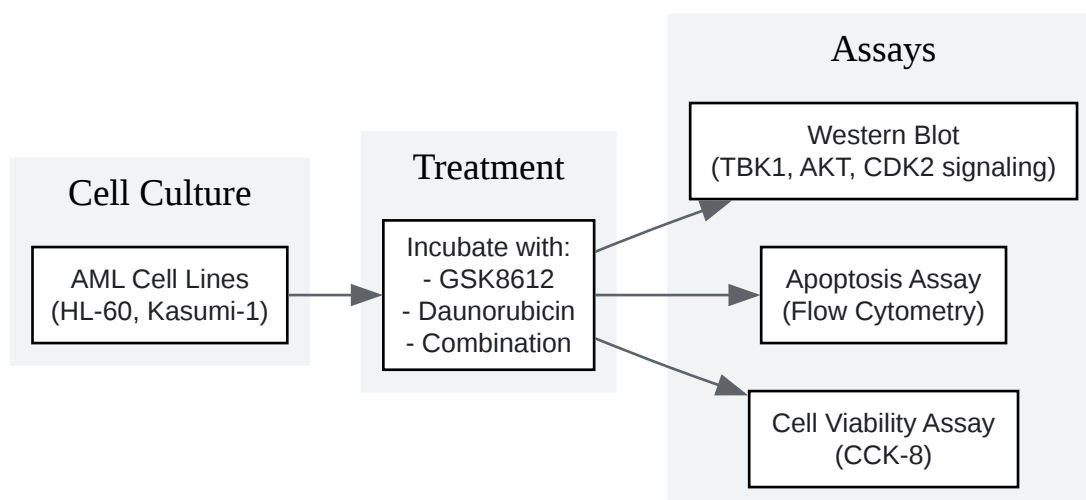 Cell Culture
AML Cell Lines
(HL-60, Kasumi-1)
Treatment
Incubate with:
- GSK8612
- Daunorubicin
- Combination
Assays
Western Blot
(TBK1, AKT, CDK2 signaling)
Apoptosis Assay
(Flow Cytometry)
Cell Viability Assay
(CCK-8)